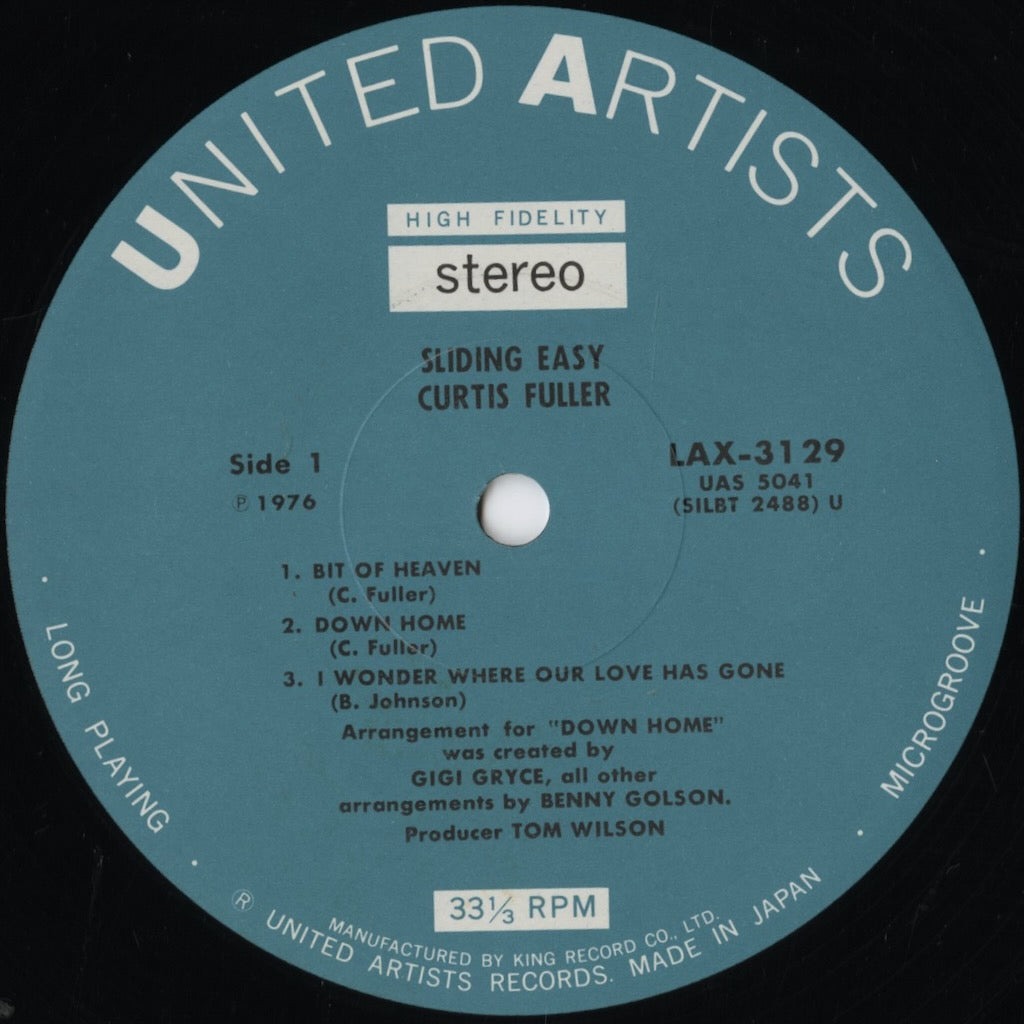 UNITED ARTISTS
HIGH FIDELITY
stereo
SLIDING EASY
CURTIS FULLER
Side 1
℗ 1976
LAX-3129
UAS 5041
(SILBT 2488) U
1. BIT OF HEAVEN
(C. Fuller)
2. DOWN HOME
(C. Fuller)
3. I WONDER WHERE OUR LOVE HAS GONE
(B. Johnson)
Arrangement for "DOWN HOME"
was created by
GIGI GRYCE, all other
arrangements by BENNY GOLSON.
Producer TOM WILSON
33⅓ RPM
LONG PLAYING
MICROGROOVE
MANUFACTURED BY KING RECORD CO., LTD.
® UNITED ARTISTS RECORDS. MADE IN JAPAN